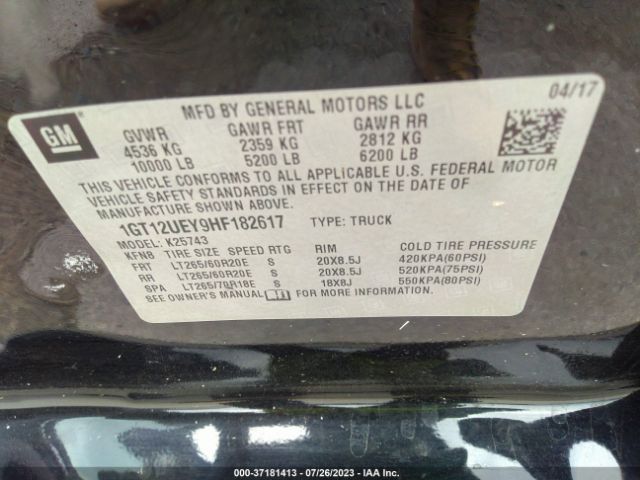 MFD BY GENERAL MOTORS LLC
04/17
GM
GVWR GAWR FRT GAWR RR
4536 KG 2359 KG 2812 KG
10000 LB 5200 LB 6200 LB
THIS VEHICLE CONFORMS TO ALL APPLICABLE U.S. FEDERAL MOTOR
VEHICLE SAFETY STANDARDS IN EFFECT ON THE DATE OF
MANUFACTURE SHOWN ABOVE.
1GT12UEY9HF182617 TYPE: TRUCK
MODEL: K25743
KFNB TIRE SIZE SPEED RTG RIM COLD TIRE PRESSURE
FRT LT265/60R20E S 20X8.5J 420KPA(60PSI)
RR LT265/60R20E S 20X8.5J 520KPA(75PSI)
SPA LT265/70R18E S 18X8J 550KPA(80PSI)
SEE OWNER'S MANUAL FOR MORE INFORMATION.
000-37181413 / 07/26/2023 / IAA Inc.